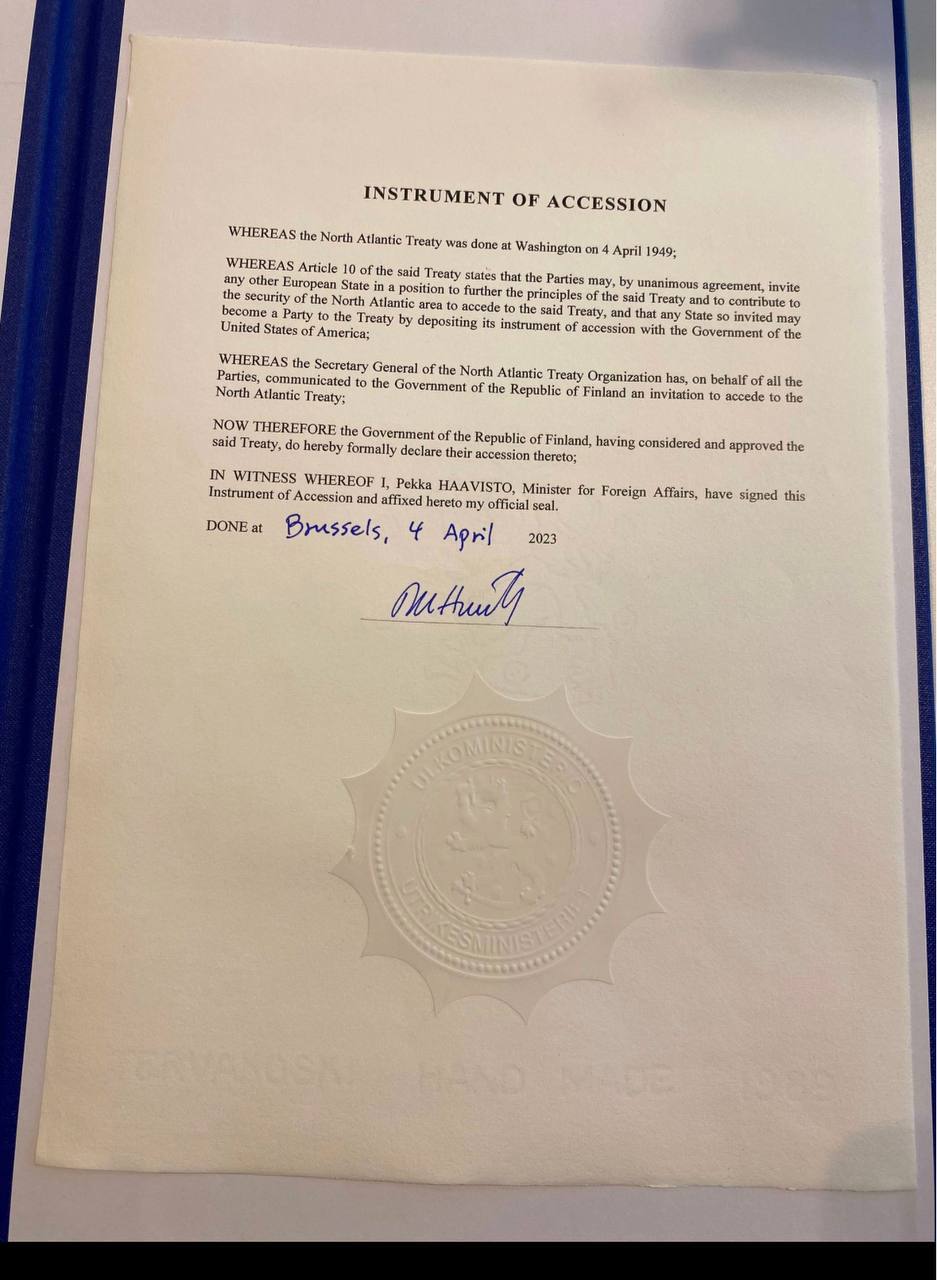 INSTRUMENT OF ACCESSION
WHEREAS the North Atlantic Treaty was done at Washington on 4 April 1949;
WHEREAS Article 10 of the said Treaty states that the Parties may, by unanimous agreement, invite
any other European State in a position to further the principles of the said Treaty and to contribute to
the security of the North Atlantic area to accede to the said Treaty, and that any State so invited may
become a Party to the Treaty by depositing its instrument of accession with the Government of the
United States of America;
WHEREAS the Secretary General of the North Atlantic Treaty Organization has, on behalf of all the
Parties, communicated to the Government of the Republic of Finland an invitation to accede to the
North Atlantic Treaty;
NOW THEREFORE the Government of the Republic of Finland, having considered and approved the
said Treaty, do hereby formally declare their accession thereto;
IN WITNESS WHEREOF I, Pekka HAAVISTO, Minister for Foreign Affairs, have signed this
Instrument of Accession and affixed hereto my official seal.
DONE at Brussels, 4 April 2023
ULKOMINISTERIÖ
UTRIKESMINISTERIET
TERVAKOSKI HAND MADE